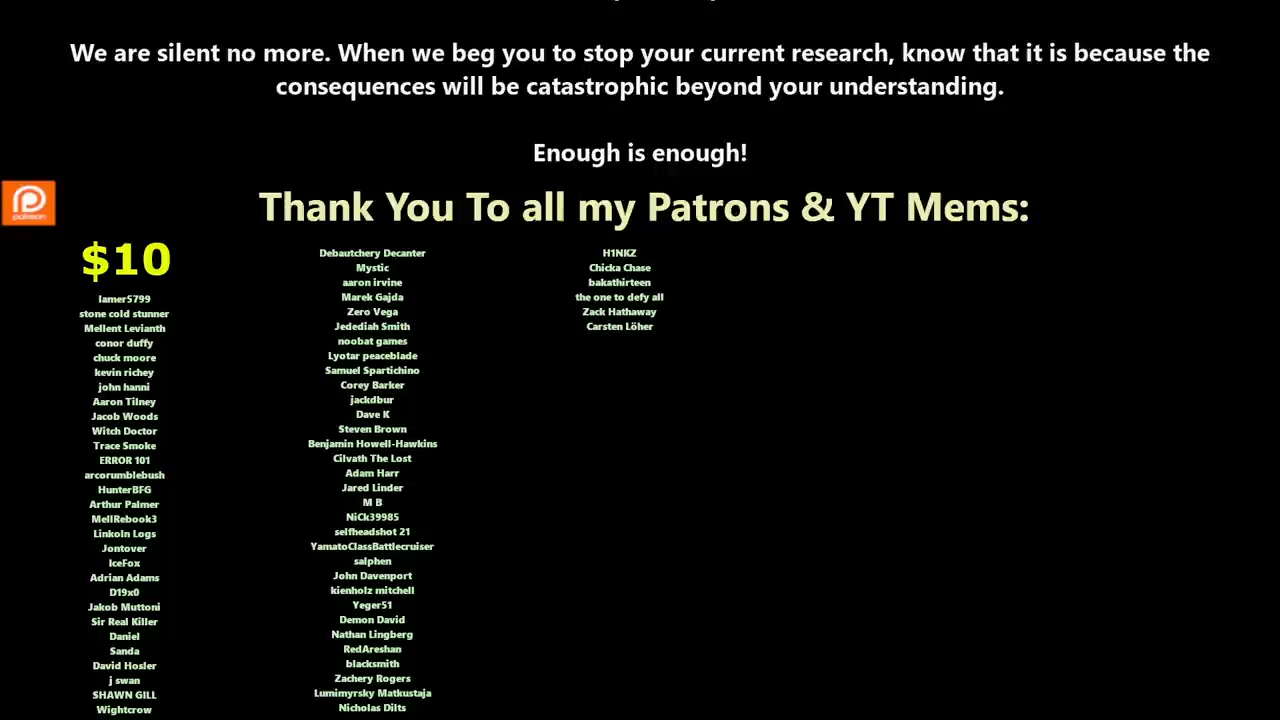 We are silent no more. When we beg you to stop your current research, know that it is because the
consequences will be catastrophic beyond your understanding.
Enough is enough!
patreon
Thank You To all my Patrons & YT Mems:
$10
lamer5799
stone cold stunner
Mellent Levianth
conor duffy
chuck moore
kevin richey
john hanni
Aaron Tilney
Jacob Woods
Witch Doctor
Trace Smoke
ERROR 101
arcorumblebush
HunterBFG
Arthur Palmer
MellRebook3
Linkoln Logs
Jontover
IceFox
Adrian Adams
D19x0
Jakob Muttoni
Sir Real Killer
Daniel
Sanda
David Hosler
j swan
SHAWN GILL
Wightcrow
Debautchery Decanter
Mystic
aaron irvine
Marek Gajda
Zero Vega
Jedediah Smith
noobat games
Lyotar peaceblade
Samuel Spartichino
Corey Barker
jackdbur
Dave K
Steven Brown
Benjamin Howell-Hawkins
Cilvath The Lost
Adam Harr
Jared Linder
M B
NiCk39985
selfheadshot 21
YamatoClassBattlecruiser
salphen
John Davenport
kienholz mitchell
Yeger51
Demon David
Nathan Lingberg
RedAreshan
blacksmith
Zachery Rogers
Lumimyrsky Matkustaja
Nicholas Dilts
H1NKZ
Chicka Chase
bakathirteen
the one to defy all
Zack Hathaway
Carsten Löher